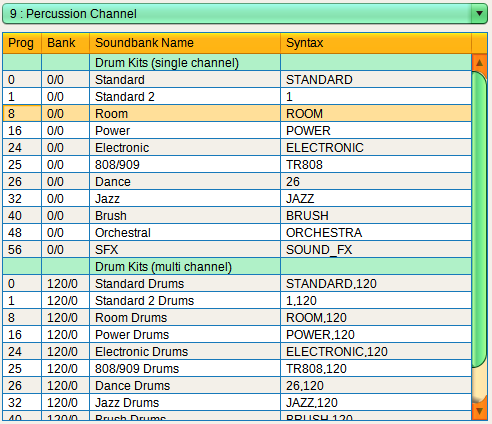 9 : Percussion Channel
Prog Bank Soundbank Name Syntax
Drum Kits (single channel)
0 0/0 Standard STANDARD
1 0/0 Standard 2 1
8 0/0 Room ROOM
16 0/0 Power POWER
24 0/0 Electronic ELECTRONIC
25 0/0 808/909 TR808
26 0/0 Dance 26
32 0/0 Jazz JAZZ
40 0/0 Brush BRUSH
48 0/0 Orchestral ORCHESTRA
56 0/0 SFX SOUND_FX
Drum Kits (multi channel)
0 120/0 Standard Drums STANDARD,120
1 120/0 Standard 2 Drums 1,120
8 120/0 Room Drums ROOM,120
16 120/0 Power Drums POWER,120
24 120/0 Electronic Drums ELECTRONIC,120
25 120/0 808/909 Drums TR808,120
26 120/0 Dance Drums 26,120
32 120/0 Jazz Drums JAZZ,120
40 120/0 Brush Drums BRUSH,120